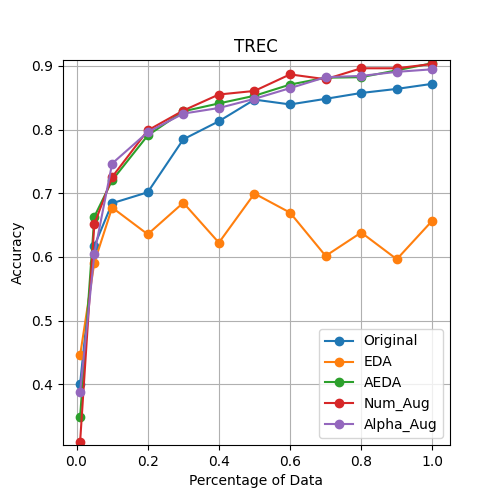 TREC
Accuracy
0.9
0.8
0.7
0.6
0.5
0.4
0.0 0.2 0.4 0.6 0.8 1.0
Percentage of Data
Original
EDA
AEDA
Num_Aug
Alpha_Aug